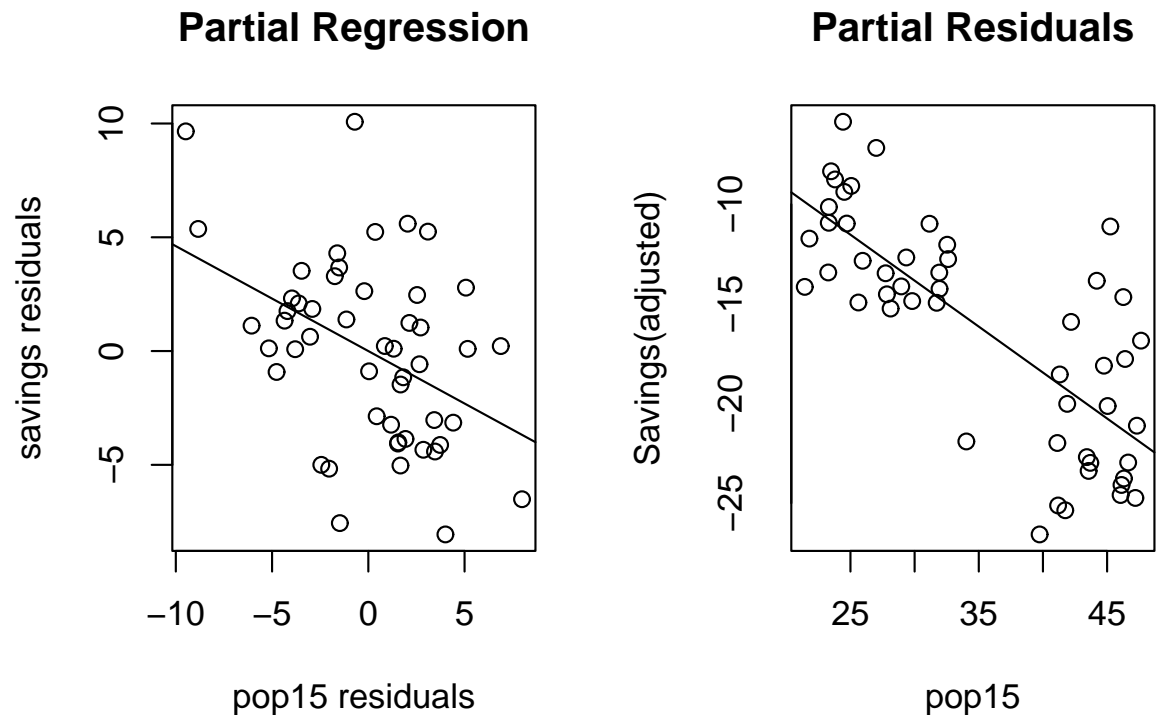 Partial Regression
savings residuals
10
5
0
−5
−10
−5
0
5
pop15 residuals
Partial Residuals
Savings(adjusted)
−10
−15
−20
−25
25
35
45
pop15